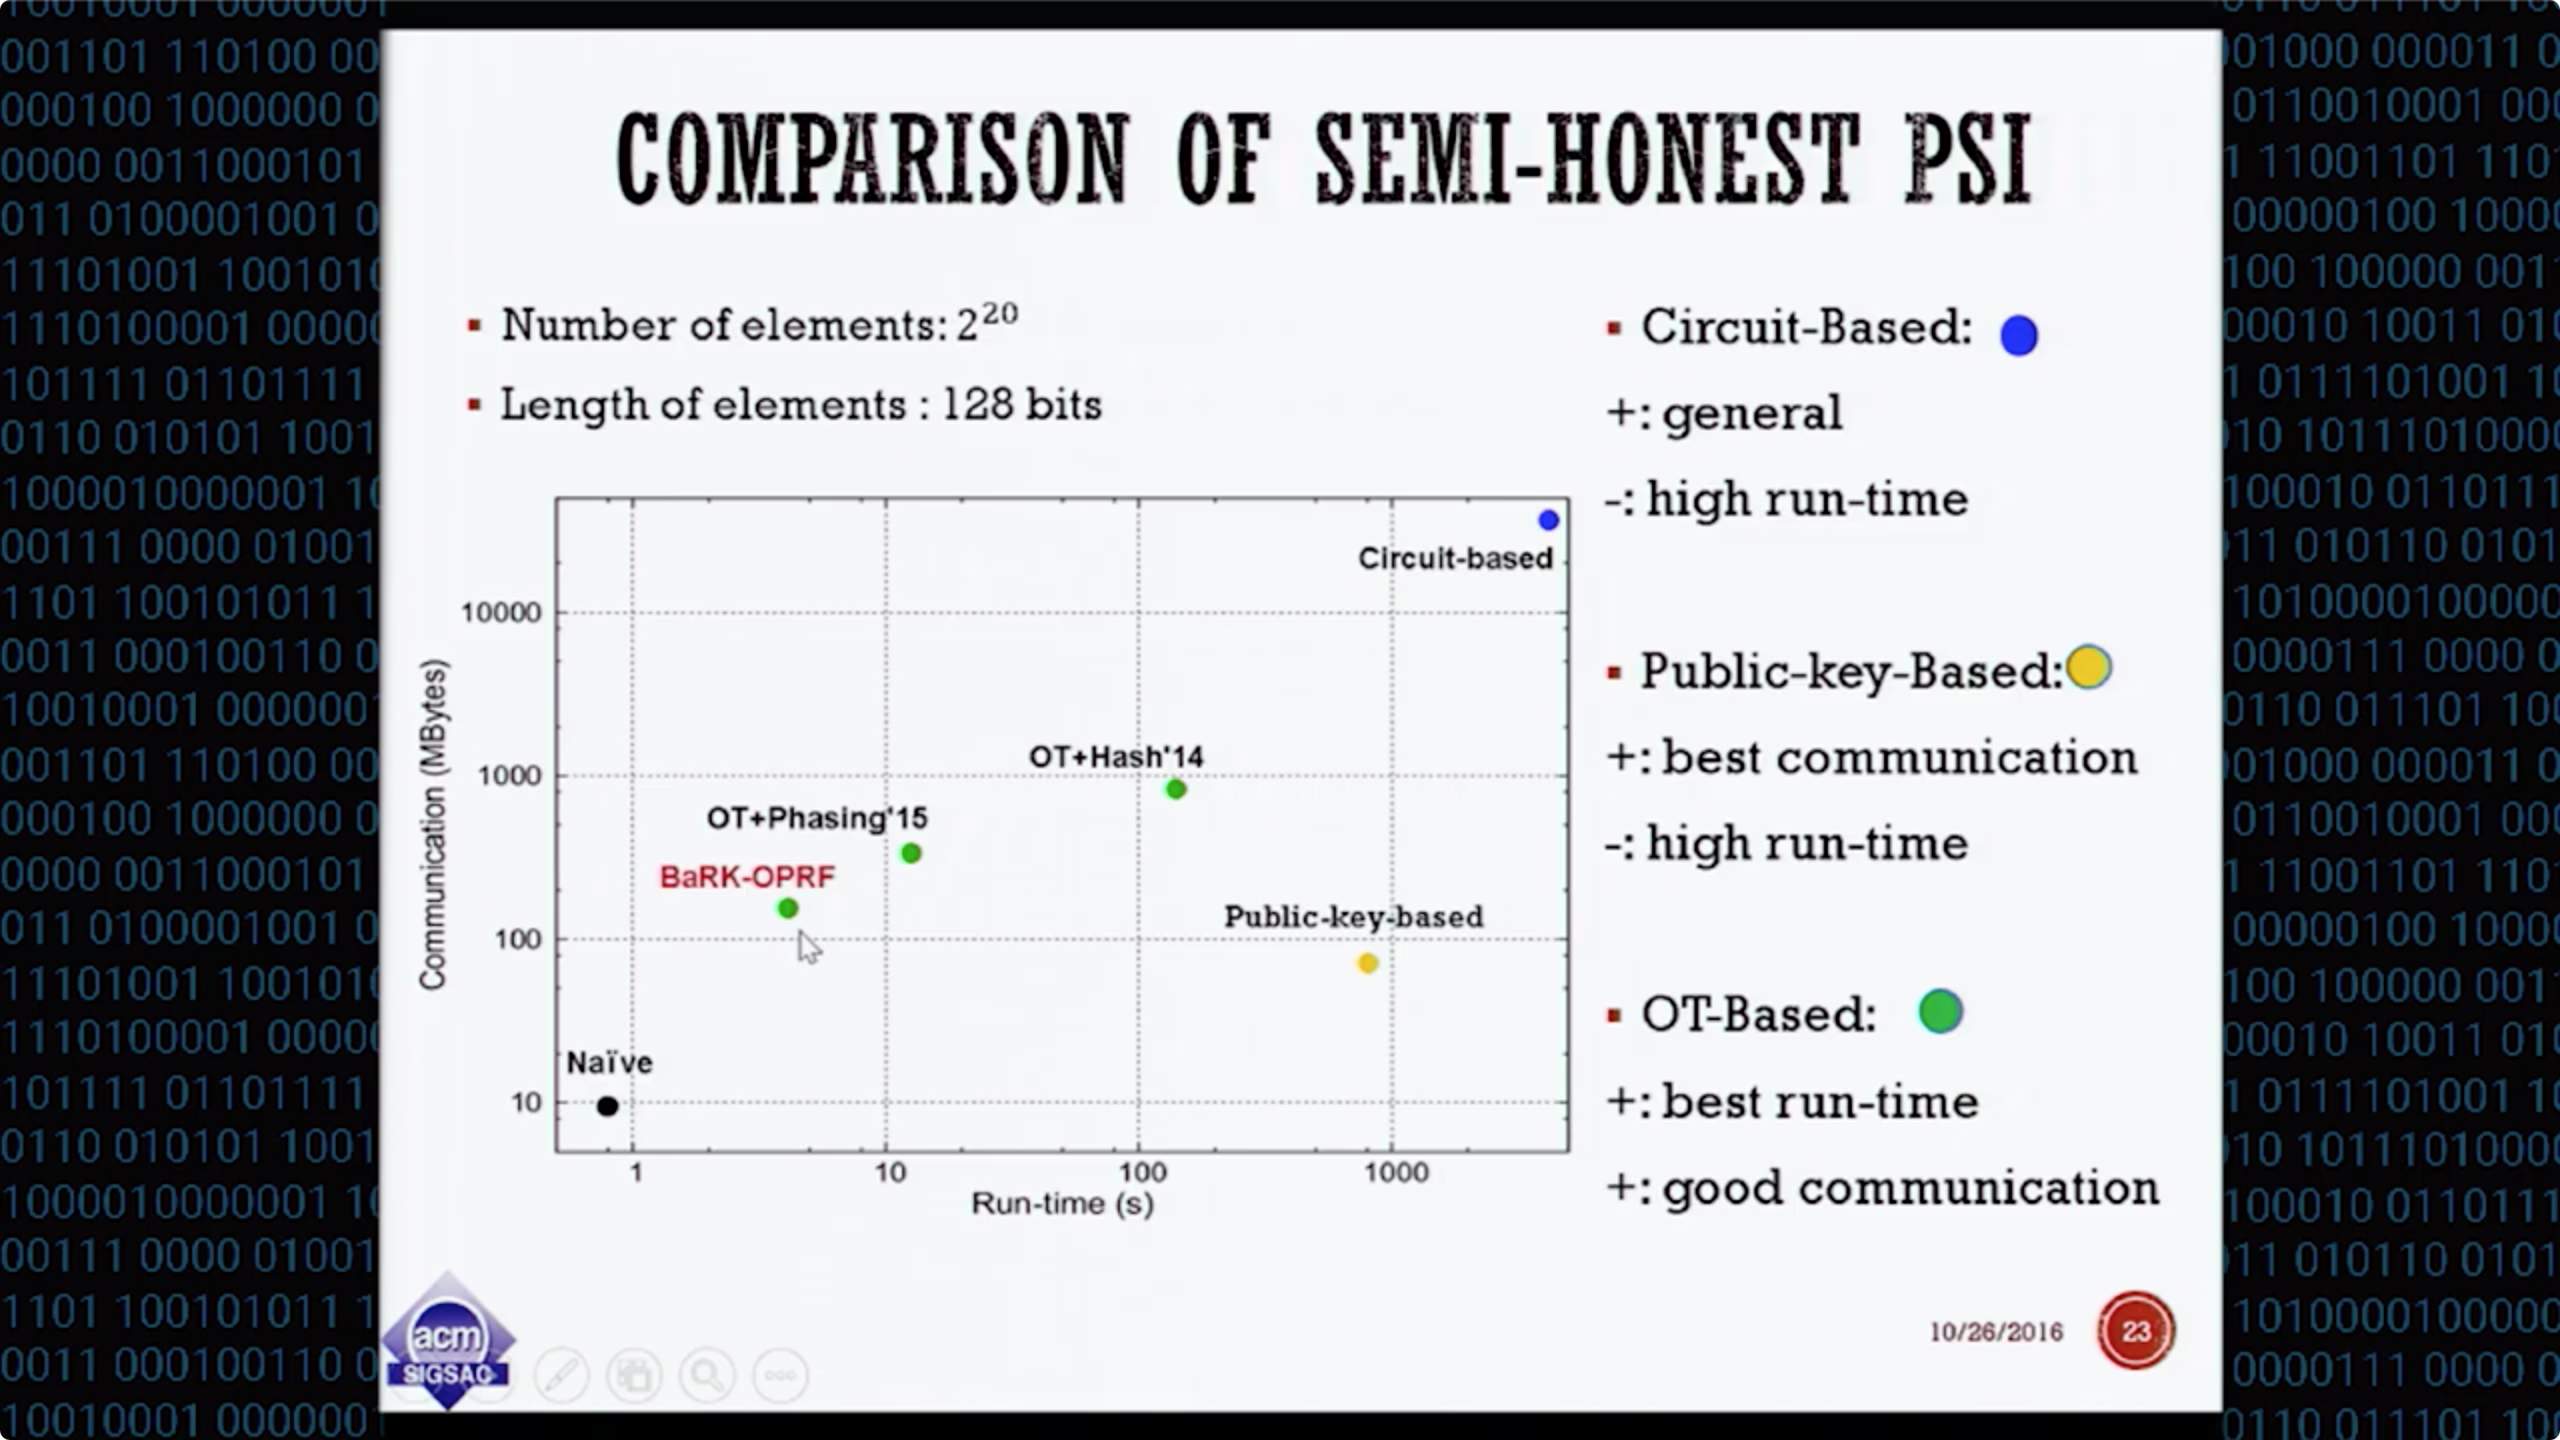 COMPARISON OF SEMI-HONEST PSI
▪ Number of elements: 2²⁰
▪ Length of elements : 128 bits
Communication (MBytes)
10000
1000
100
10
1
10
100
1000
Run-time (s)
Circuit-based
OT+Hash'14
OT+Phasing'15
BaRK-OPRF
Public-key-based
Naïve
▪ Circuit-Based:
+: general
-: high run-time
▪ Public-key-Based:
+: best communication
-: high run-time
▪ OT-Based:
+: best run-time
+: good communication
acm
SIGSAC
10/26/2016
23